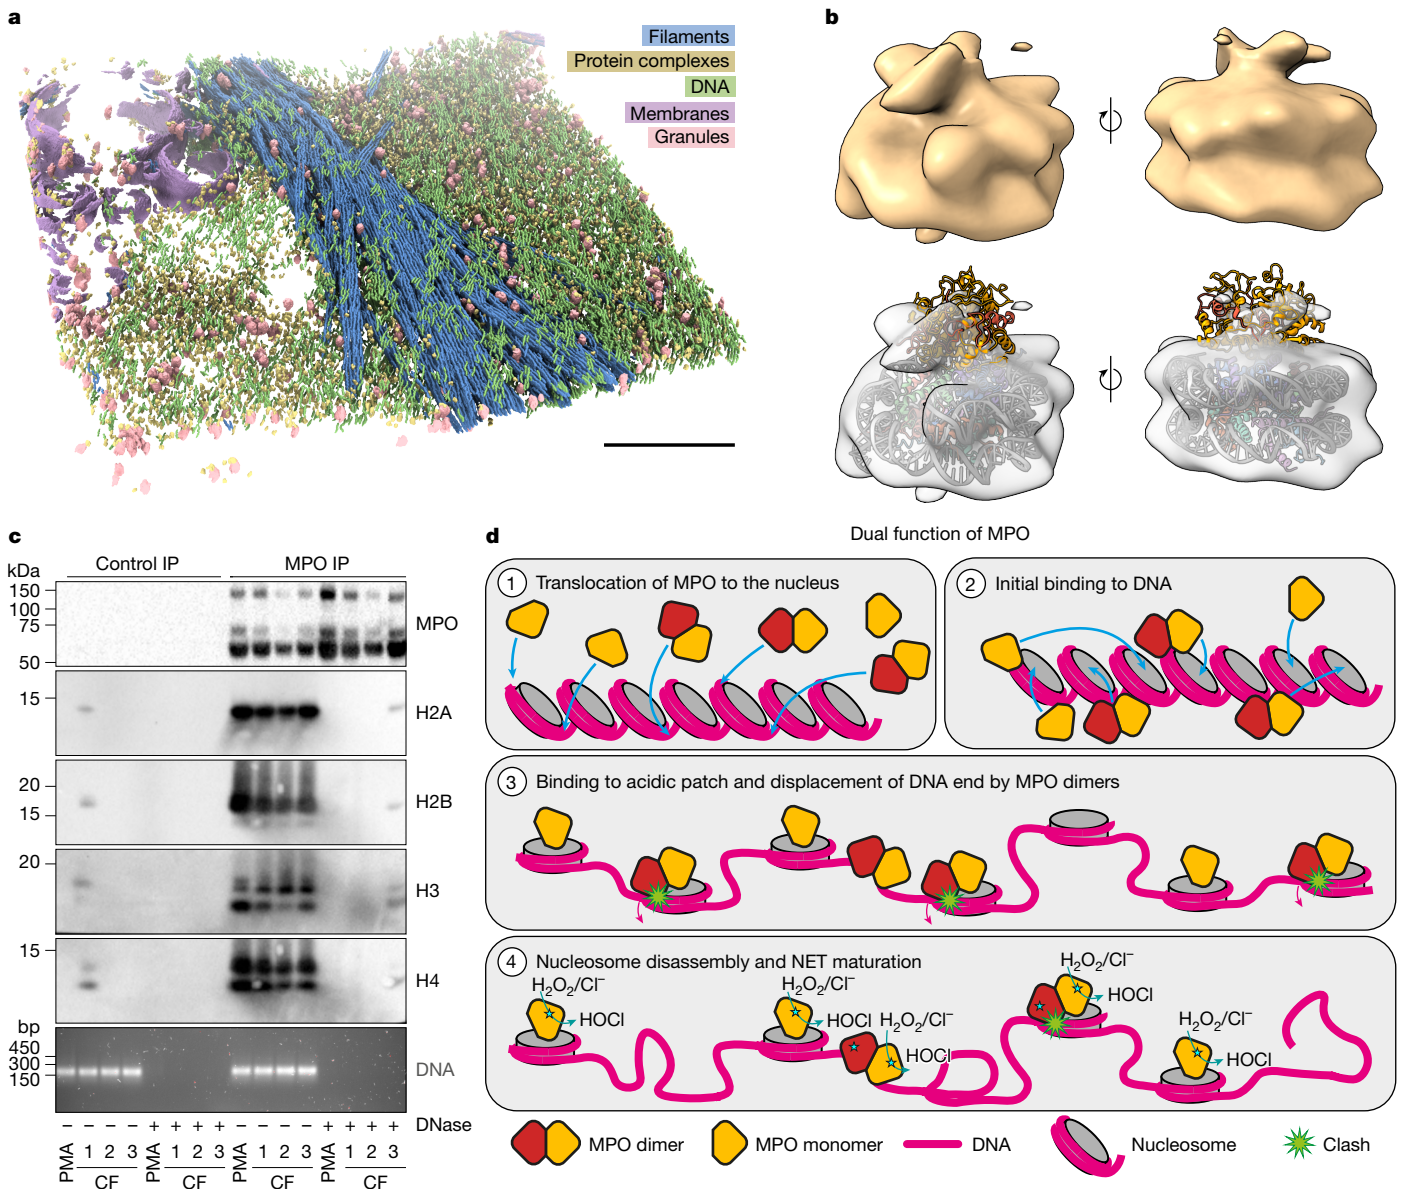 a
Filaments
Protein complexes
DNA
Membranes
Granules
b
c
Control IP
MPO IP
kDa
150
100
75
50
MPO
15
H2A
20
15
H2B
20
H3
15
H4
bp
450
300
150
DNA
− − − − + + + + − − − − + + + + DNase
PMA 1 2 3 PMA 1 2 3 PMA 1 2 3 PMA 1 2 3
CF CF CF CF
d
Dual function of MPO
1 Translocation of MPO to the nucleus
2 Initial binding to DNA
3 Binding to acidic patch and displacement of DNA end by MPO dimers
4 Nucleosome disassembly and NET maturation
H₂O₂/Cl⁻
HOCl
H₂O₂/Cl⁻
HOCl
H₂O₂/Cl⁻
HOCl
H₂O₂/Cl⁻
HOCl
H₂O₂/Cl⁻
HOCl
MPO dimer
MPO monomer
DNA
Nucleosome
Clash